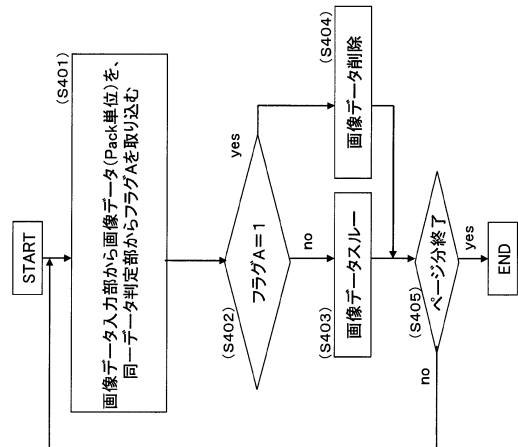 START
(S401)
画像データ入力部から画像データ(Pack単位)を、
同一データ判定部からフラグAを取り込む
(S402)
フラグA=1
yes
no
(S403)
画像データスルー
(S404)
画像データ削除
(S405)
ページ分終了
no
yes
END